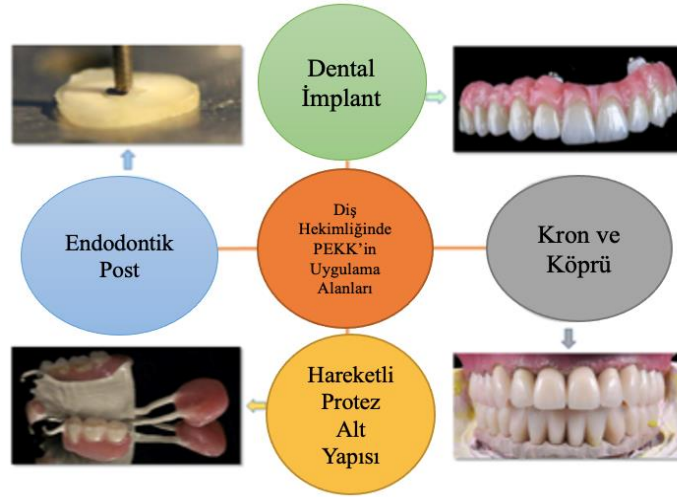 Dental
İmplant
Endodontik
Post
Diş
Hekimliğinde
PEKK’in
Uygulama
Alanları
Kron ve
Köprü
Hareketli
Protez
Alt
Yapısı